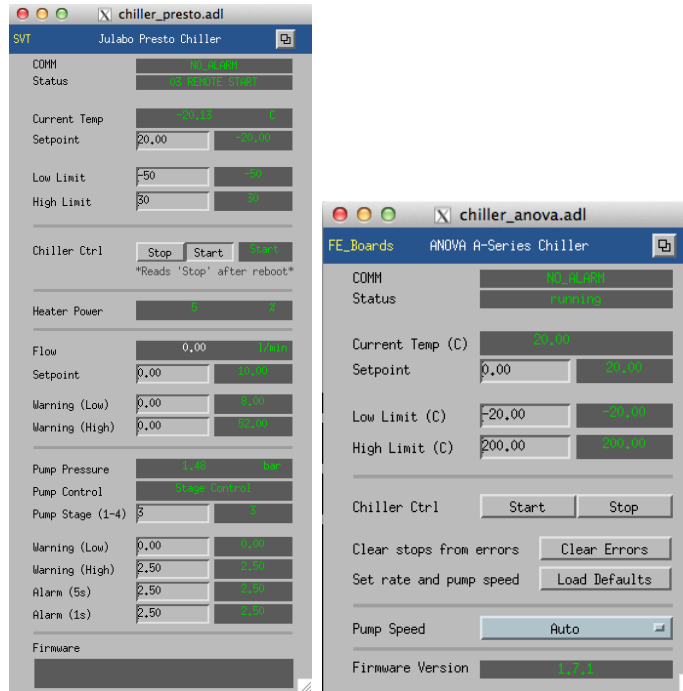 chiller_presto.adl
SVT Julabo Presto Chiller
COMM NO_ALARM
Status 03 REMOTE START
Current Temp -20.13 C
Setpoint 20.00 -20.00
Low Limit -50 -50
High Limit 30 30
Chiller Ctrl Stop Start Start
*Reads 'Stop' after reboot*
Heater Power 5 %
Flow 0.00 l/min
Setpoint 0.00 10.00
Warning (Low) 0.00 8.00
Warning (High) 0.00 52.00
Pump Pressure 1.48 bar
Pump Control Stage Control
Pump Stage (1-4) 3 3
Warning (Low) 0.00 0.00
Warning (High) 2.50 2.50
Alarm (5s) 2.50 2.50
Alarm (1s) 2.50 2.50
Firmware
chiller_anova.adl
FE_Boards ANOVA A-Series Chiller
COMM NO_ALARM
Status running
Current Temp (C) 20.00
Setpoint 0.00 20.00
Low Limit (C) -20.00 -20.00
High Limit (C) 200.00 200.00
Chiller Ctrl Start Stop
Clear stops from errors Clear Errors
Set rate and pump speed Load Defaults
Pump Speed Auto
Firmware Version 1.7.1